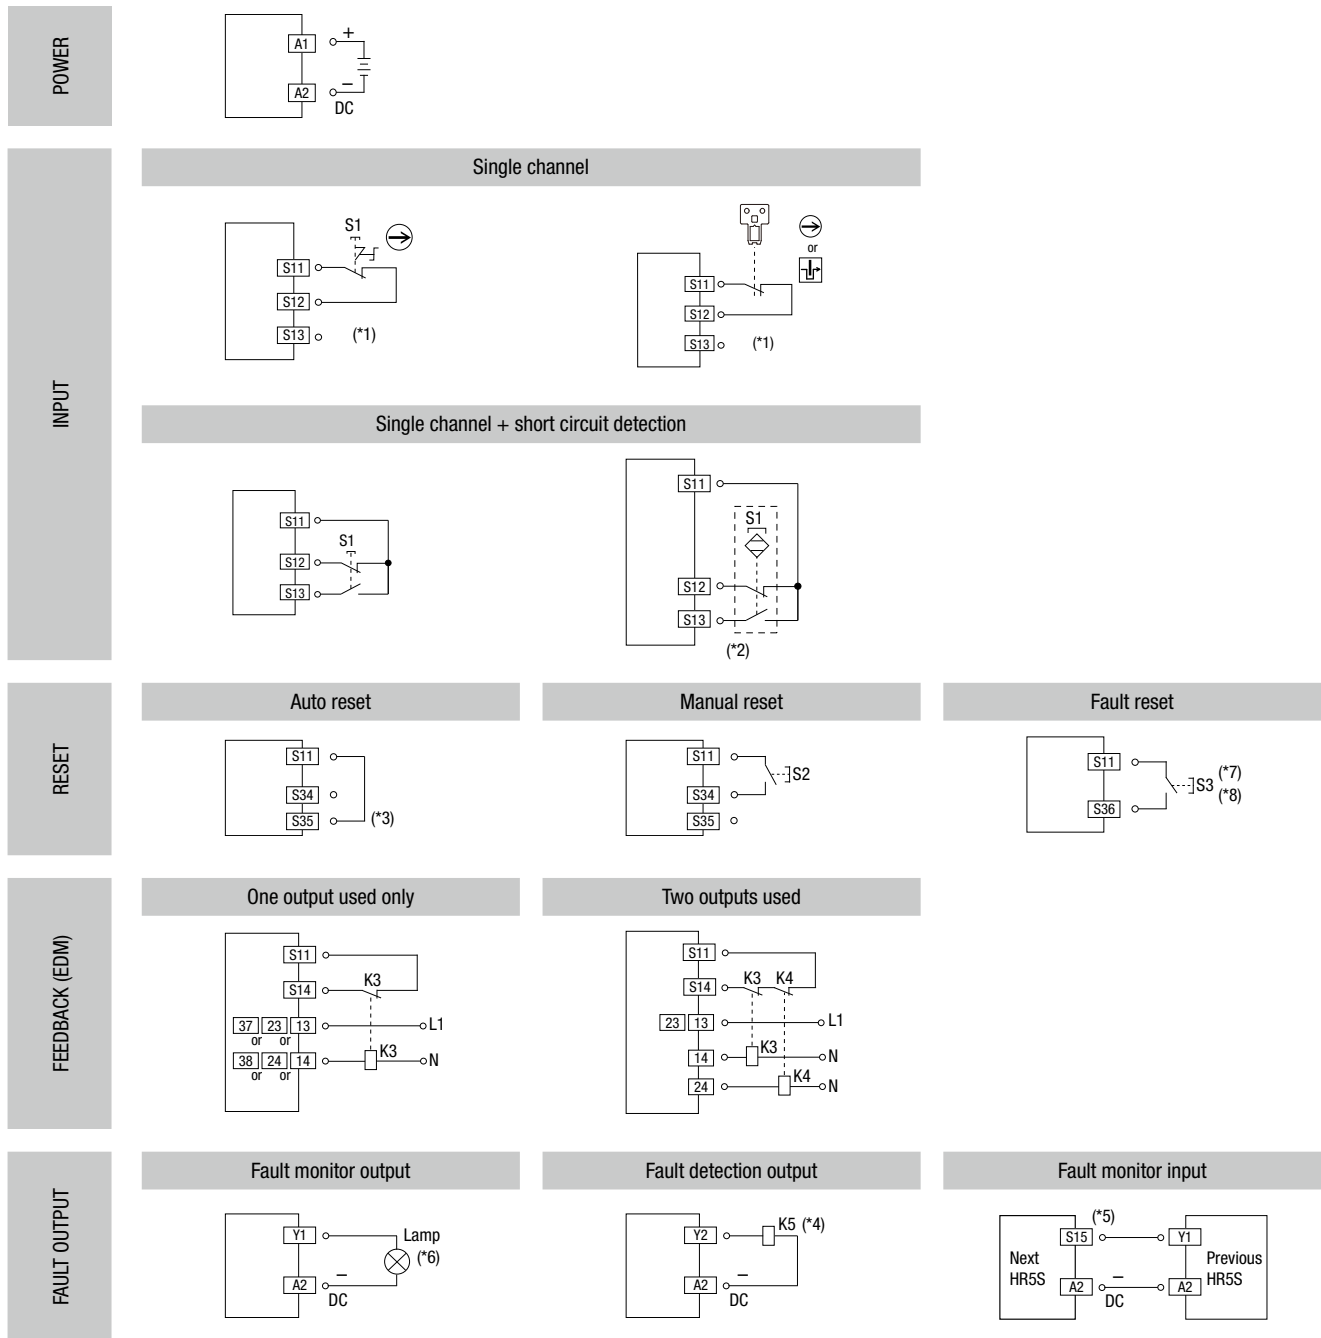 POWER
A1
+
A2
−
DC
INPUT
Single channel
S1
S11
S12
S13
(*1)
or
S11
S12
S13
(*1)
Single channel + short circuit detection
S11
S1
S12
S13
S11
S1
S12
S13
(*2)
RESET
Auto reset
S11
S34
S35
(*3)
Manual reset
S11
S2
S34
S35
Fault reset
S11
S3
(*7)
(*8)
S36
FEEDBACK (EDM)
One output used only
S11
S14
K3
37 23 13
L1
or or
38 24 14
K3
N
or or
Two outputs used
S11
S14
K3 K4
23 13
L1
14
K3
N
24
K4
N
FAULT OUTPUT
Fault monitor output
Y1
Lamp
(*6)
A2
−
DC
Fault detection output
Y2
K5 (*4)
A2
−
DC
Fault monitor input
(*5)
S15
Y1
Next
HR5S
Previous
HR5S
A2
−
DC
A2